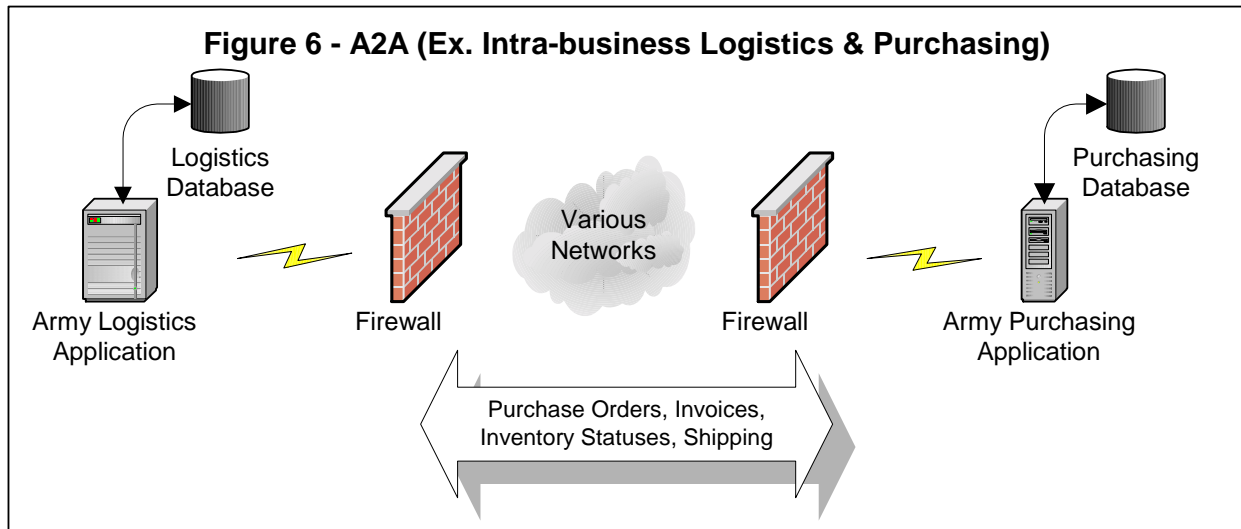 Figure 6 - A2A (Ex. Intra-business Logistics & Purchasing)
Logistics
Database
Purchasing
Database
Various
Networks
Army Logistics
Application
Firewall
Firewall
Army Purchasing
Application
Purchase Orders, Invoices,
Inventory Statuses, Shipping